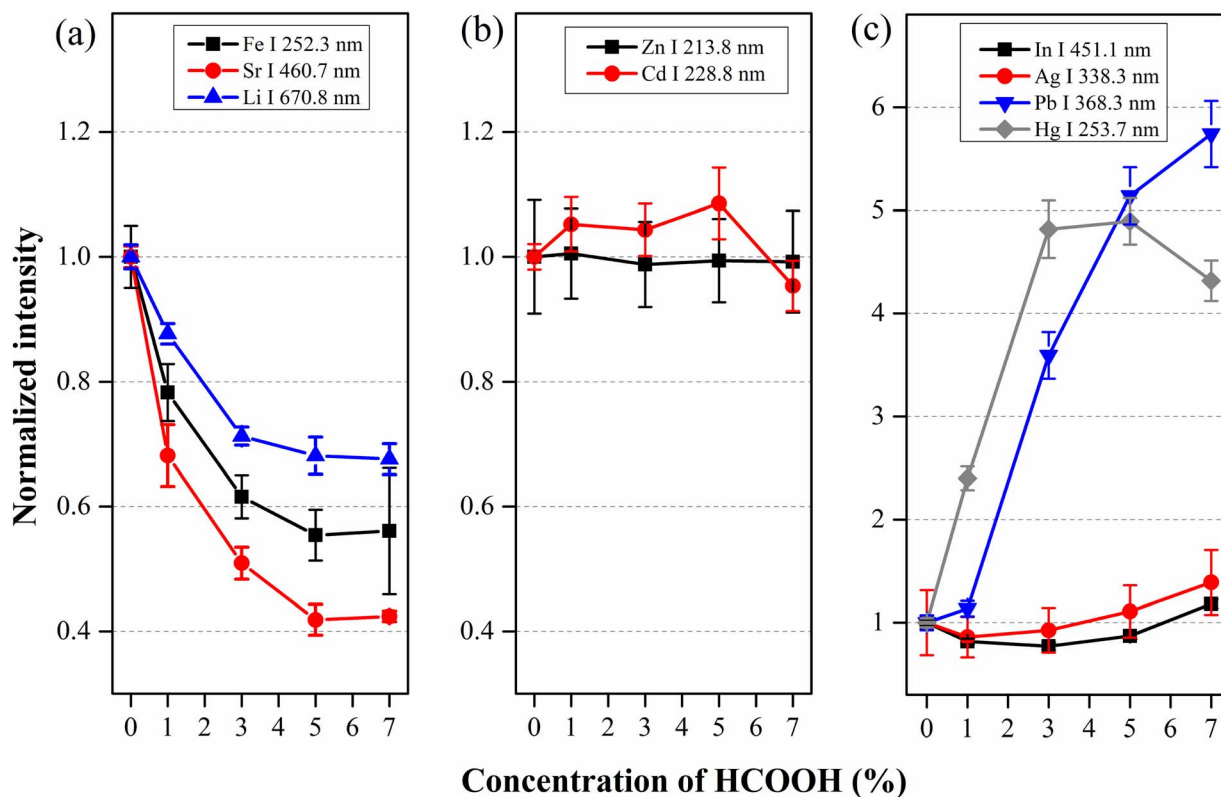 (a)
Fe I 252.3 nm
Sr I 460.7 nm
Li I 670.8 nm
1.2
1.0
0.8
0.6
0.4
0 1 2 3 4 5 6 7
(b)
Zn I 213.8 nm
Cd I 228.8 nm
1.2
1.0
0.8
0.6
0.4
0 1 2 3 4 5 6 7
(c)
In I 451.1 nm
Ag I 338.3 nm
Pb I 368.3 nm
Hg I 253.7 nm
6
5
4
3
2
1
0 1 2 3 4 5 6 7
Normalized intensity
Concentration of HCOOH (%)